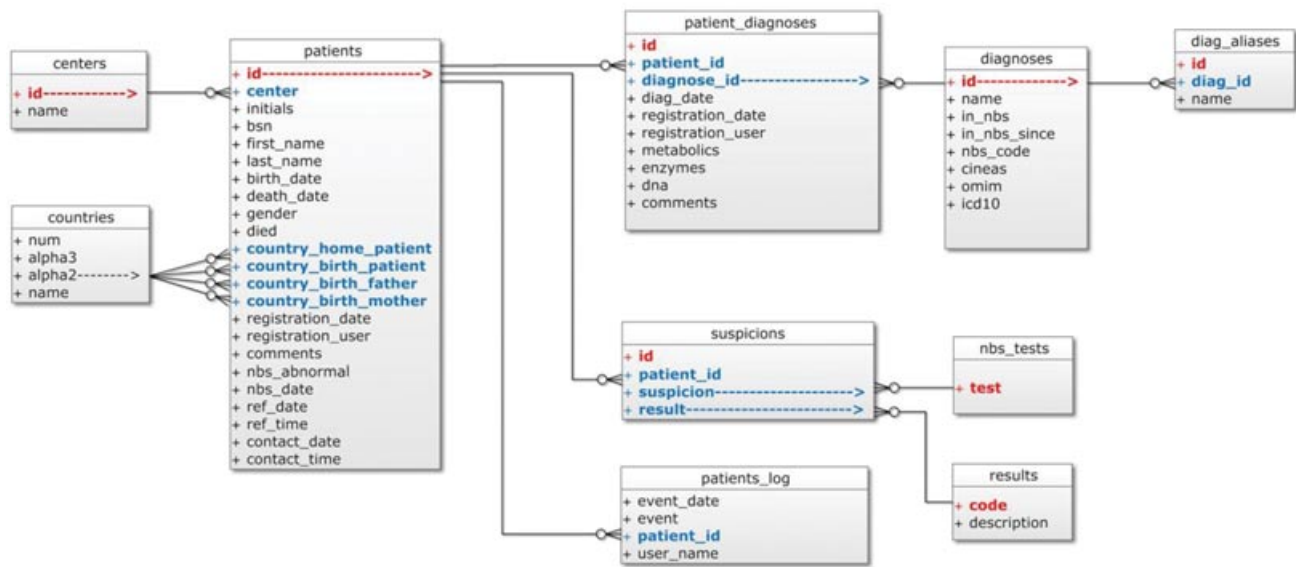 centers
+ id------------->
+ name
countries
+ num
+ alpha3
+ alpha2-------->
+ name
patients
+ id--------------------->
+ center
+ initials
+ bsn
+ first_name
+ last_name
+ birth_date
+ death_date
+ gender
+ died
+ country_home_patient
+ country_birth_patient
+ country_birth_father
+ country_birth_mother
+ registration_date
+ registration_user
+ comments
+ nbs_abnormal
+ nbs_date
+ ref_date
+ ref_time
+ contact_date
+ contact_time
patient_diagnoses
+ id
+ patient_id
+ diagnose_id----------------->
+ diag_date
+ registration_date
+ registration_user
+ metabolics
+ enzymes
+ dna
+ comments
diagnoses
+ id------------>
+ name
+ in_nbs
+ in_nbs_since
+ nbs_code
+ cineas
+ omim
+ icd10
diag_aliases
+ id
+ diag_id
+ name
suspicions
+ id
+ patient_id
+ suspicion-------------------->
+ result------------------------->
nbs_tests
+ test
patients_log
+ event_date
+ event
+ patient_id
+ user_name
results
+ code
+ description